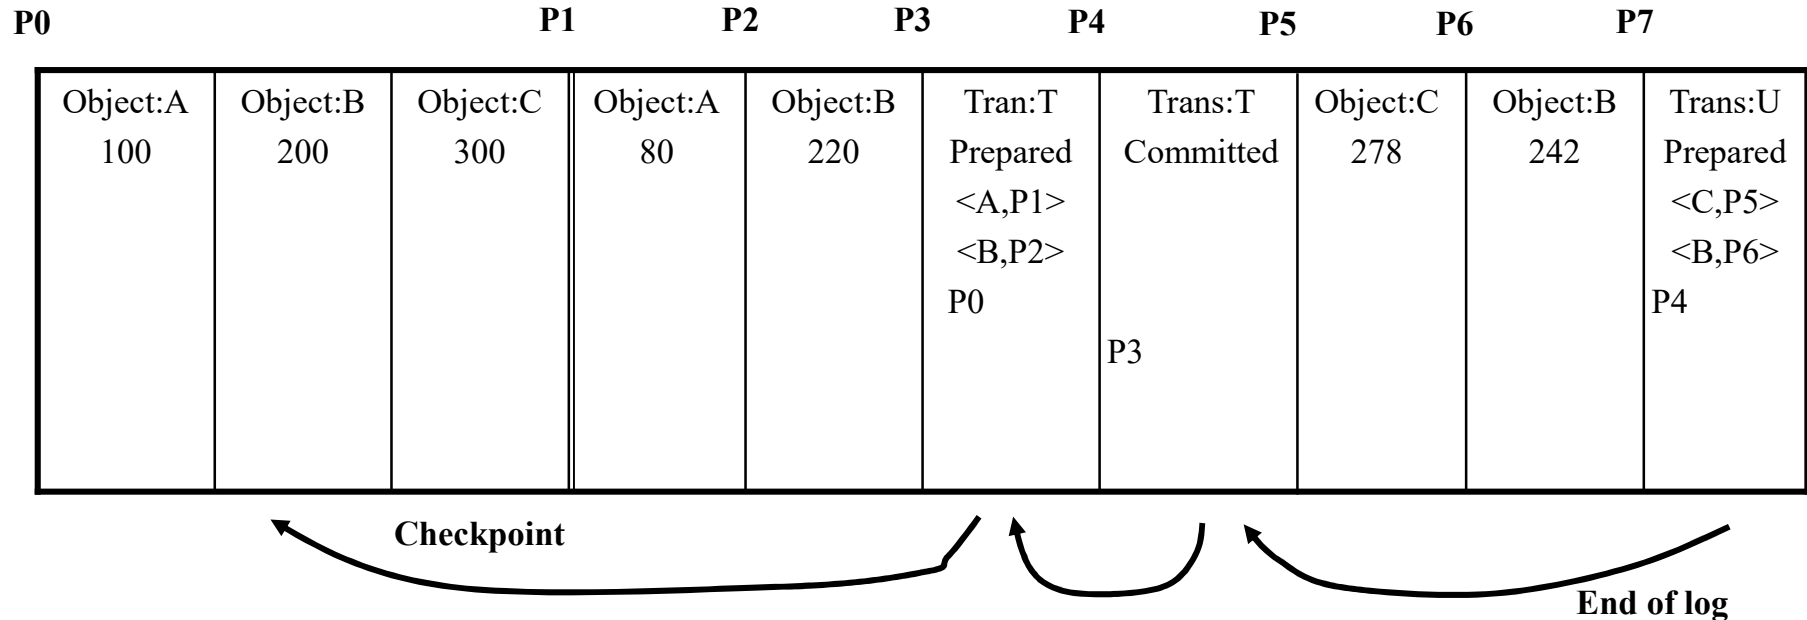 P0 P1 P2 P3 P4 P5 P6 P7
Object:A Object:B Object:C Object:A Object:B Tran:T Trans:T Object:C Object:B Trans:U
100 200 300 80 220 Prepared Committed 278 242 Prepared
<A,P1> <C,P5>
<B,P2> <B,P6>
P0 P4
P3
Checkpoint
End of log